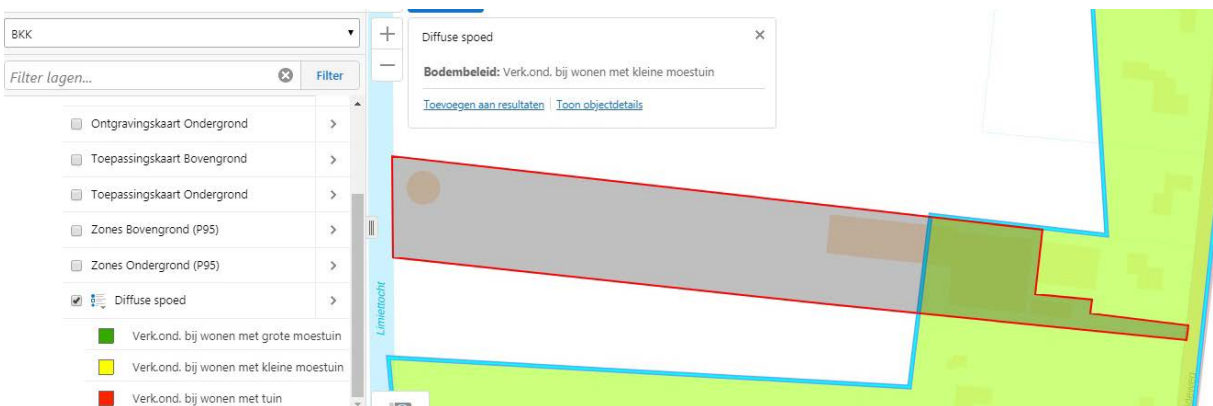 BKK
Filter lagen...
Filter
Ontgravingskaart Ondergrond
Toepassingskaart Bovengrond
Toepassingskaart Ondergrond
Zones Bovengrond (P95)
Zones Ondergrond (P95)
Diffuse spoed
Verk.ond. bij wonen met grote moestuin
Verk.ond. bij wonen met kleine moestuin
Verk.ond. bij wonen met tuin
Diffuse spoed
Bodembeleid: Verk.ond. bij wonen met kleine moestuin
Toevoegen aan resultaten Toon objectdetails
Limiettocht